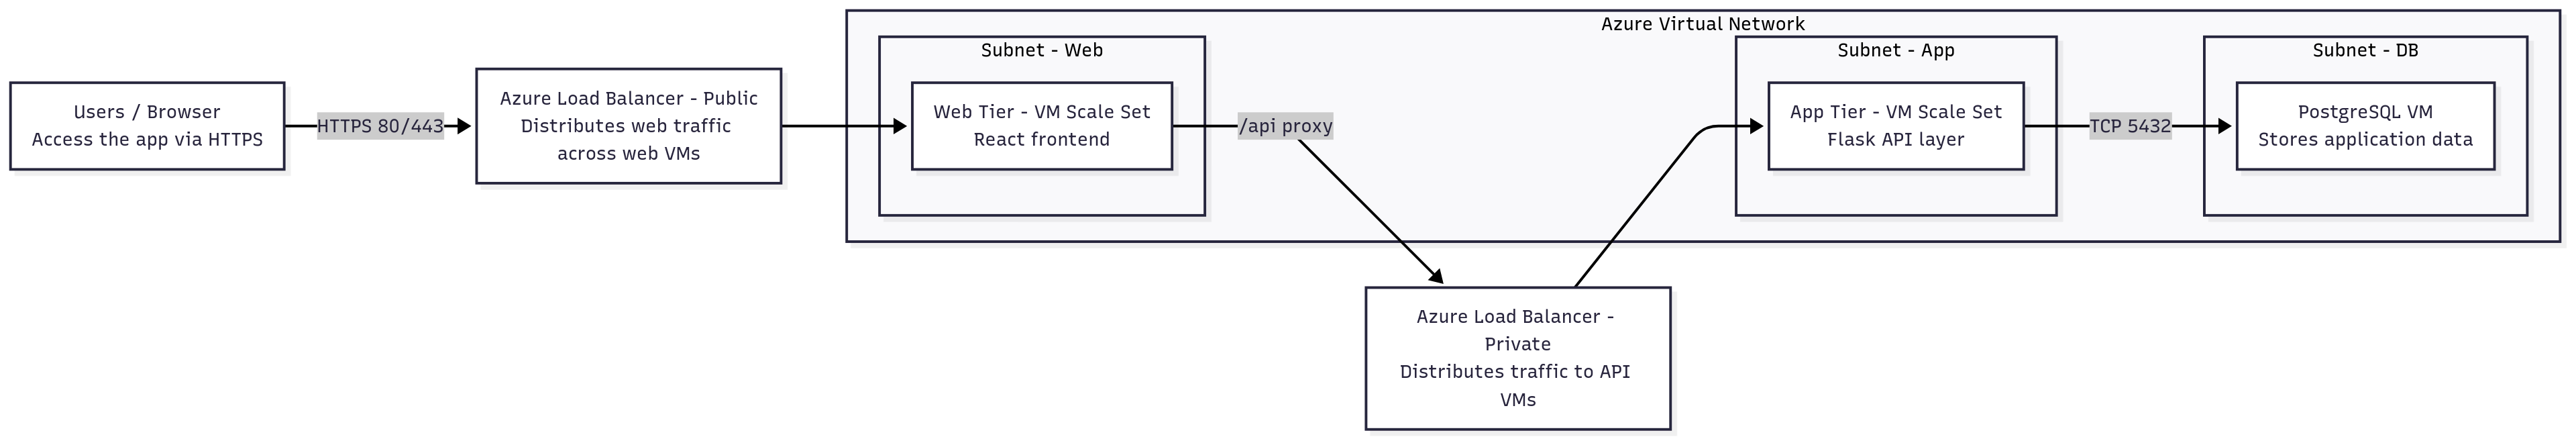 Azure Virtual Network
Subnet - Web
Subnet - App
Subnet - DB
Users / Browser
Access the app via HTTPS
HTTPS 80/443
Azure Load Balancer - Public
Distributes web traffic
across web VMs
Web Tier - VM Scale Set
React frontend
/api proxy
App Tier - VM Scale Set
Flask API layer
TCP 5432
PostgreSQL VM
Stores application data
Azure Load Balancer -
Private
Distributes traffic to API
VMs